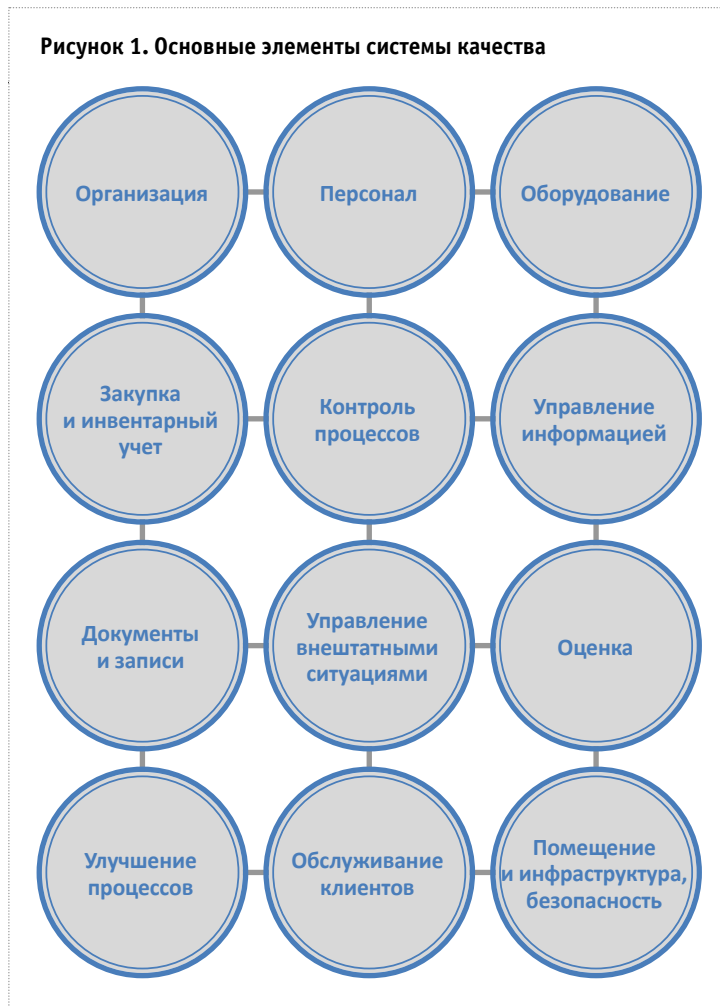 Рисунок 1. Основные элементы системы качества
Организация
Персонал
Оборудование
Закупка
и инвентарный
учет
Контроль
процессов
Управление
информацией
Документы
и записи
Управление
внештатными
ситуациями
Оценка
Улучшение
процессов
Обслуживание
клиентов
Помещение
и инфраструктура,
безопасность